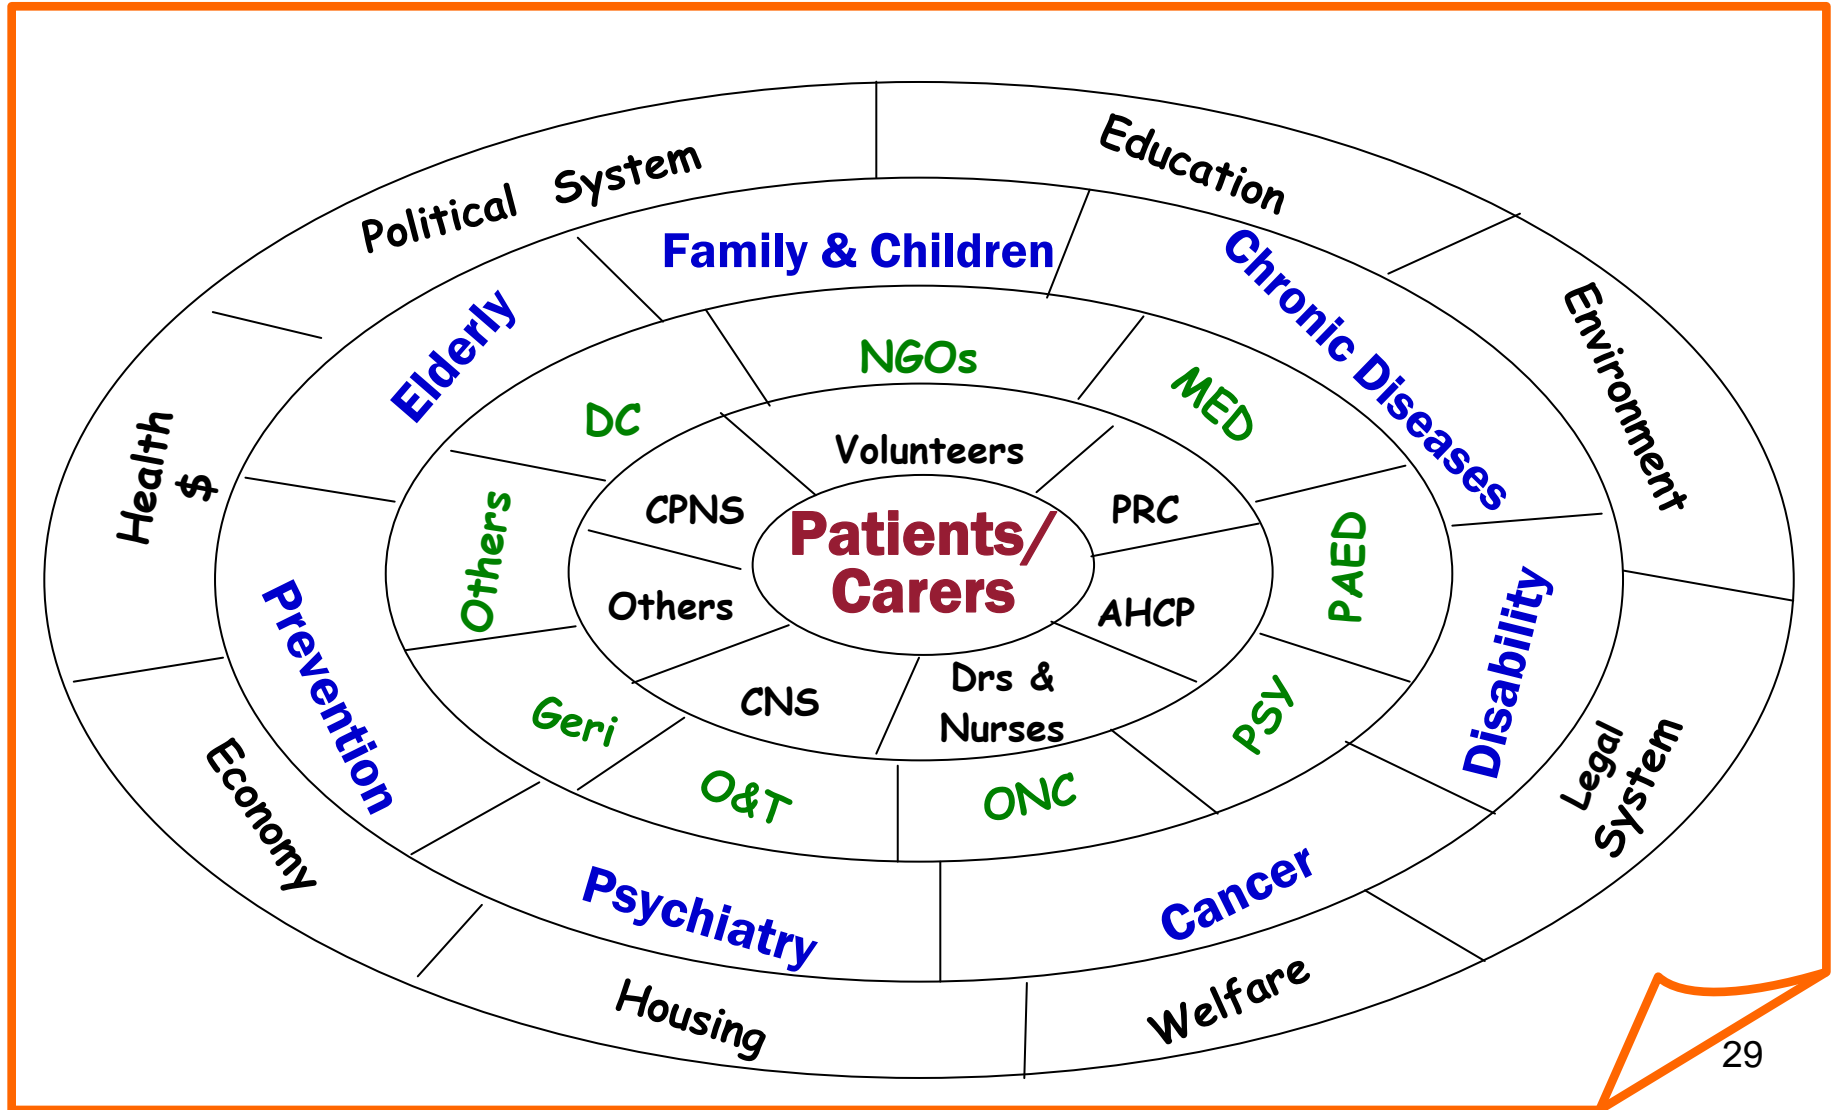 Political System
Education
Environment
Legal
System
Welfare
Housing
Economy
Health
$
Family & Children
Chronic Diseases
Disability
Cancer
Psychiatry
Prevention
Elderly
NGOs
MED
PAED
PSY
ONC
O&T
Geri
Others
DC
Volunteers
PRC
AHCP
Drs &
Nurses
CNS
Others
CPNS
Patients/
Carers
29